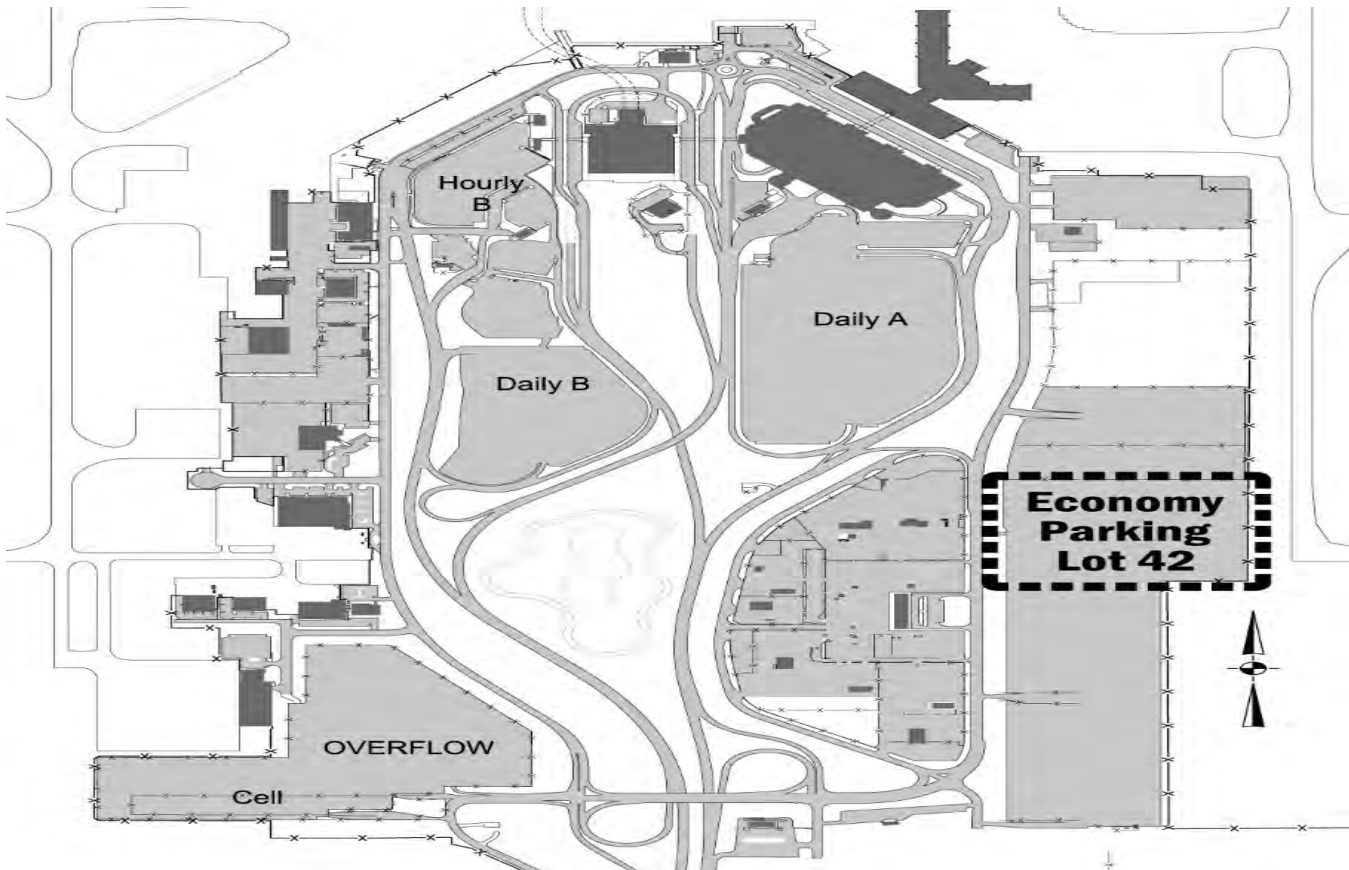 Hourly
B
Daily A
Daily B
Economy
Parking
Lot 42
OVERFLOW
Cell